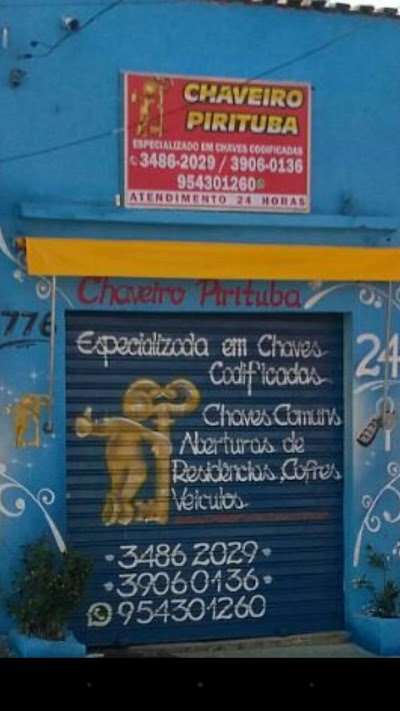 CHAVEIRO
PIRITUBA
ESPECIALIZADO EM CHAVES CODIFICADAS
3486-2029 / 3906-0136
954301260
ATENDIMENTO 24 HORAS
Chaveiro Pirituba
776
24
Especializada em Chaves
Codificadas
Chaves Comuns
Aberturas de
Residências, Cofres
Veículos
3486 2029
39060136
954301260